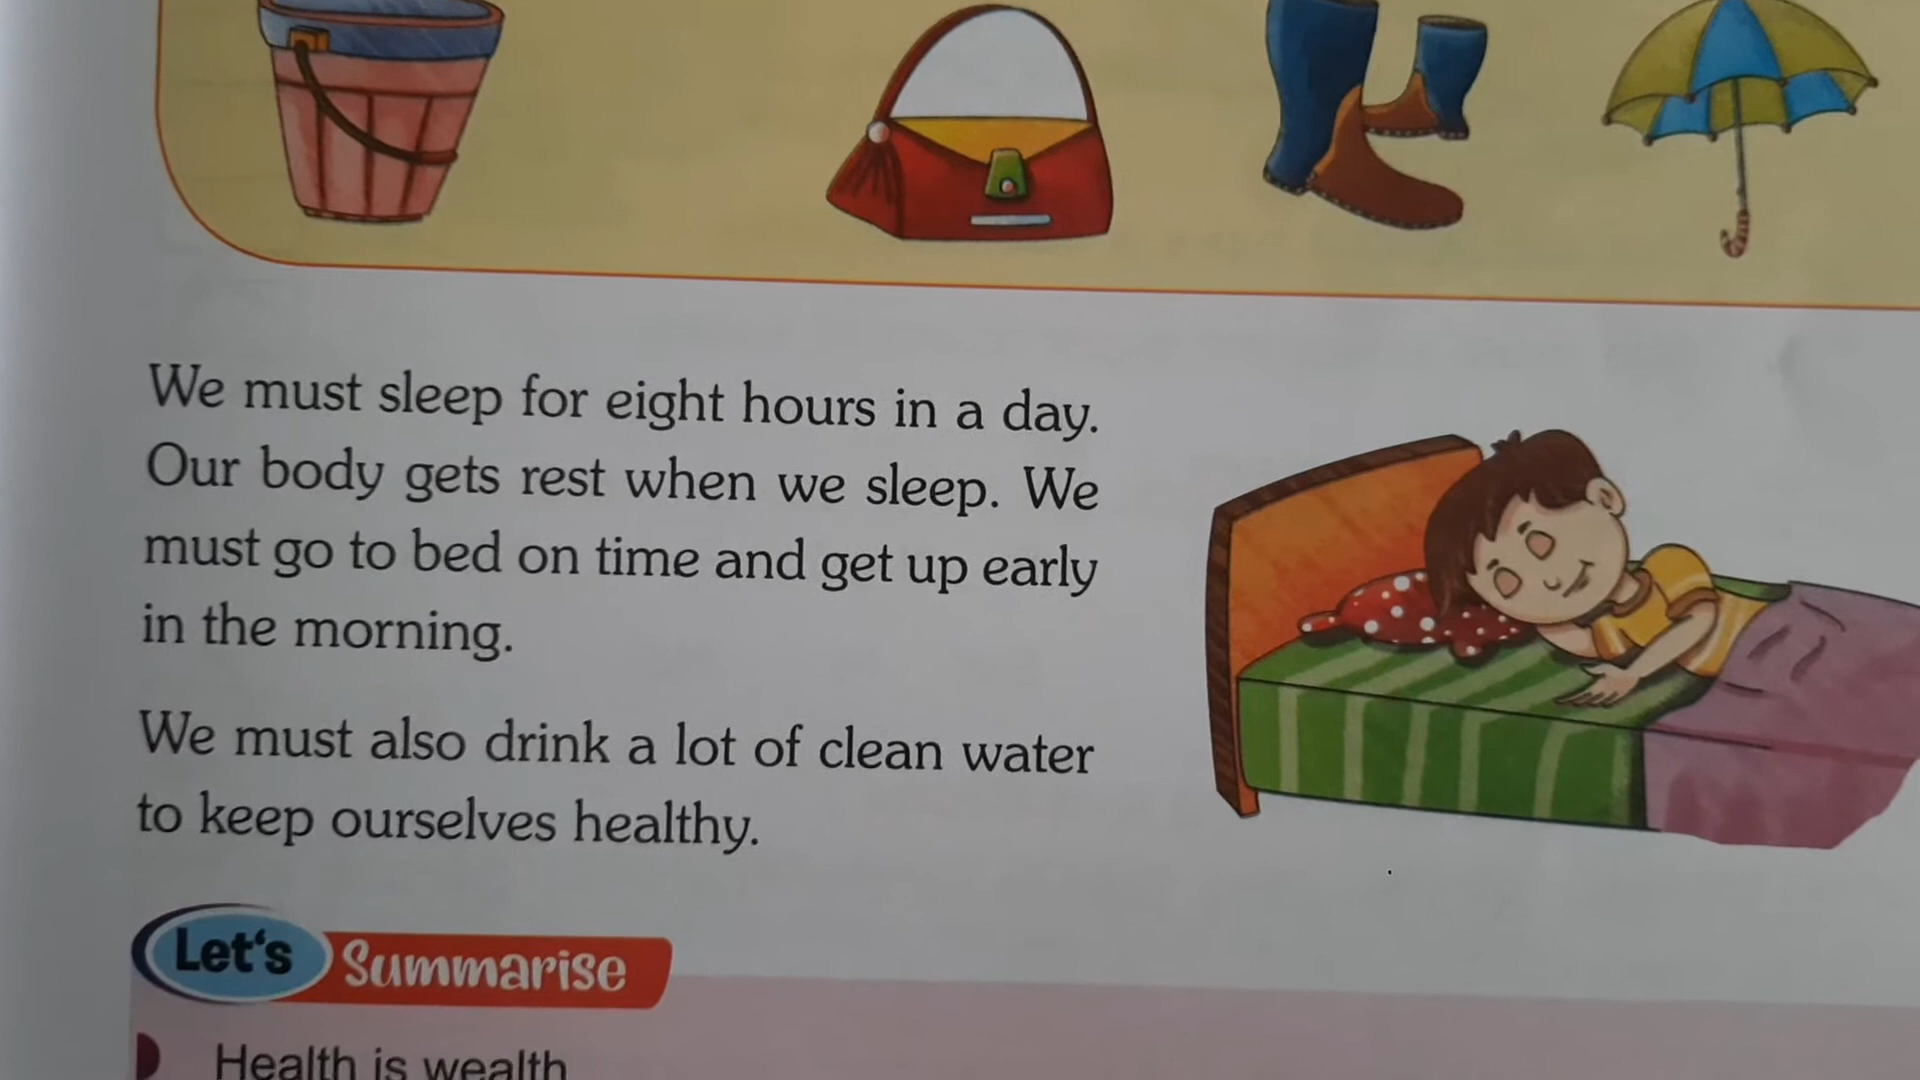 We must sleep for eight hours in a day.
Our body gets rest when we sleep. We
must go to bed on time and get up early
in the morning.
We must also drink a lot of clean water
to keep ourselves healthy.
Let's Summarise
Health is wealth